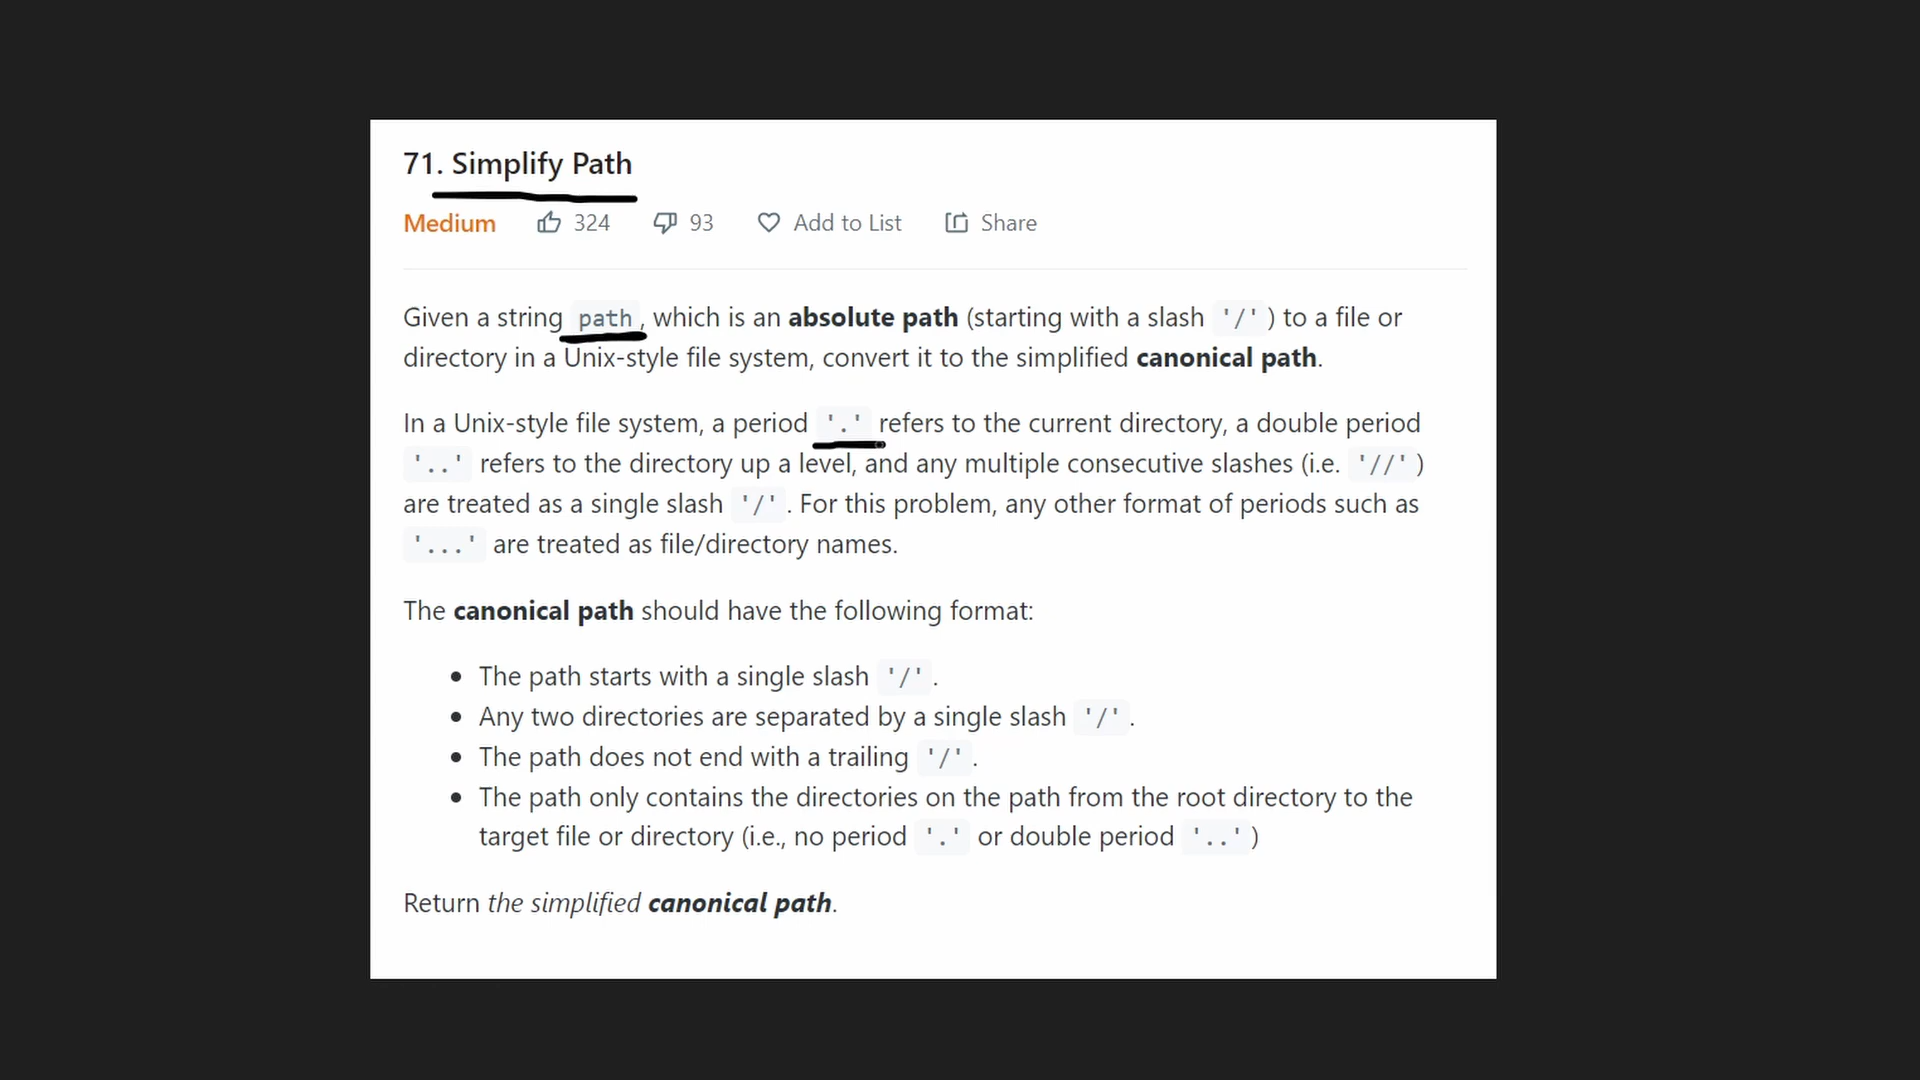 71. Simplify Path
Medium 324 93 Add to List Share
Given a string path, which is an absolute path (starting with a slash '/') to a file or
directory in a Unix-style file system, convert it to the simplified canonical path.
In a Unix-style file system, a period '.' refers to the current directory, a double period
'..' refers to the directory up a level, and any multiple consecutive slashes (i.e. '//')
are treated as a single slash '/'. For this problem, any other format of periods such as
'...' are treated as file/directory names.
The canonical path should have the following format:
• The path starts with a single slash '/'.
• Any two directories are separated by a single slash '/'.
• The path does not end with a trailing '/'.
• The path only contains the directories on the path from the root directory to the
target file or directory (i.e., no period '.' or double period '..')
Return the simplified canonical path.